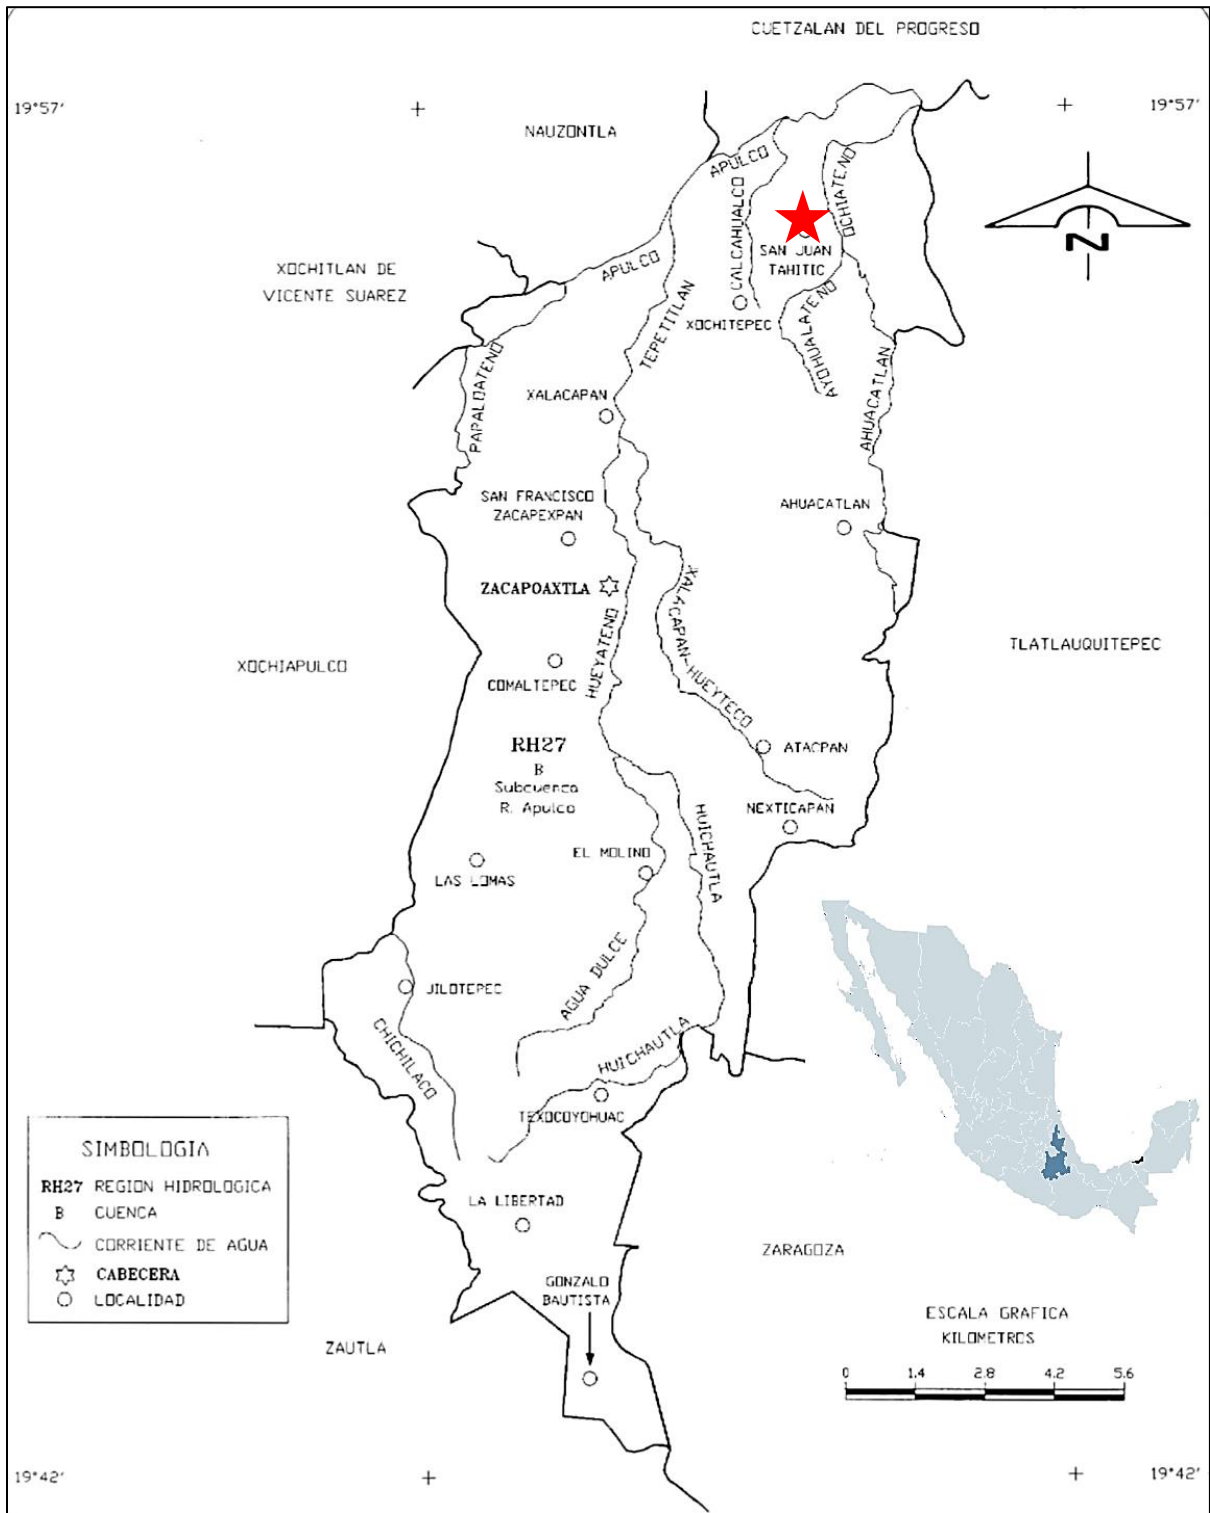 CUETZALAN DEL PROGRESO
19°57'
19°57'
NAUZONTLA
APULCO
CALCAHUALCO
OCHIATENO
SAN JUAN
TAHITIC
N
XOCHITLAN DE
VICENTE SUAREZ
APULCO
TEPETITLAN
XOCHITEPEC
AYOHUALATENO
PAPALOATENO
AHUACATLAN
XALACAPAN
SAN FRANCISCO
ZACAPEXPAN
AHUACATLAN
ZACAPOAXTLA
HUEYATENO
XALACAPAN-HUEYTECO
TLATLAUQUITEPEC
XOCHIAPULCO
COMALTEPEC
RH27
B
Subcuenca
R. Apulco
ATACPAN
NEXTICAPAN
HUICHAUTLA
EL MOLINO
LAS LOMAS
AGUA DULCE
JILOTEPEC
CHICHILACO
HUICHAUTLA
TEXOCOYOHUAC
SIMBOLOGIA
RH27 REGION HIDROLOGICA
B CUENCA
CORRIENTE DE AGUA
CABECERA
LOCALIDAD
LA LIBERTAD
ZARAGOZA
GONZALO
BAUTISTA
ZAUTLA
ESCALA GRAFICA
KILOMETROS
0 1.4 2.8 4.2 5.6
19°42'
19°42'